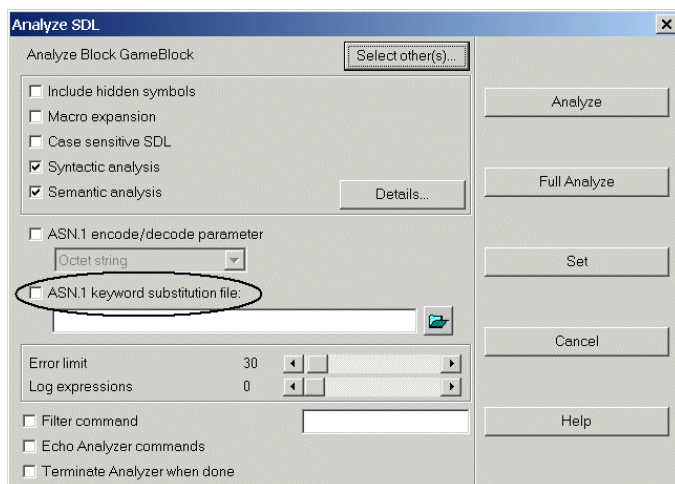 Analyze SDL
Analyze Block GameBlock
Select other(s)...
Include hidden symbols
Macro expansion
Case sensitive SDL
Syntactic analysis
Semantic analysis
Details...
ASN.1 encode/decode parameter
Octet string
ASN.1 keyword substitution file:
Error limit 30
Log expressions 0
Filter command
Echo Analyzer commands
Terminate Analyzer when done
Analyze
Full Analyze
Set
Cancel
Help